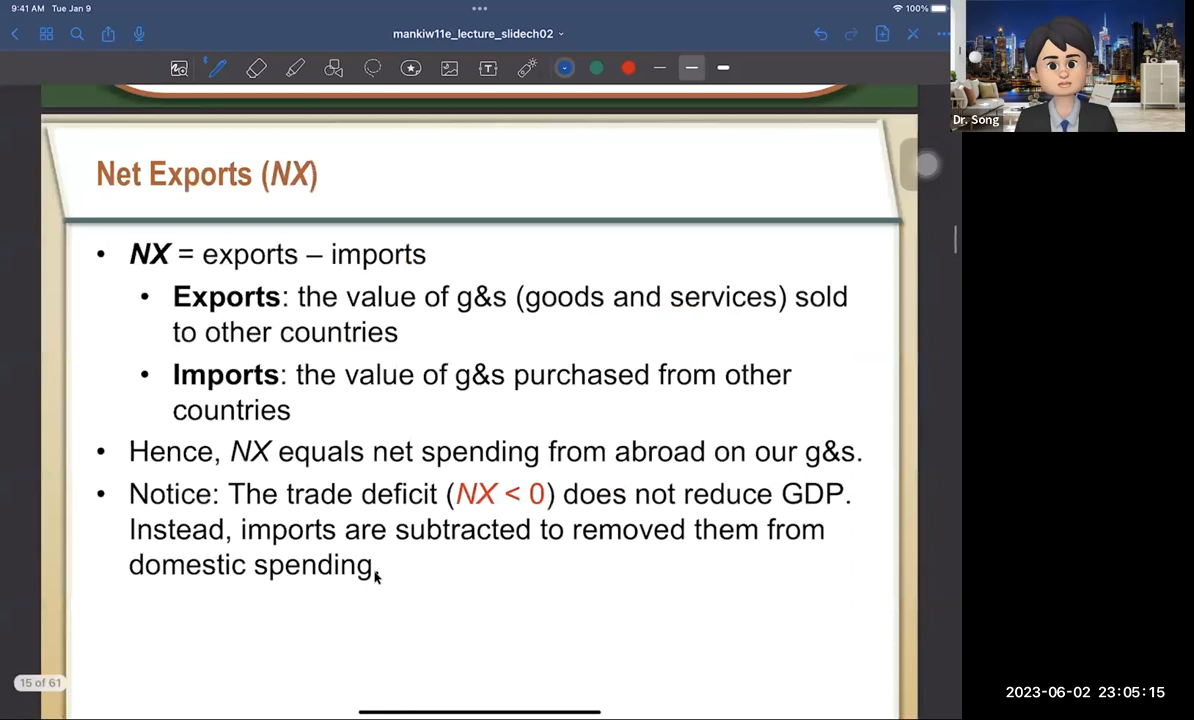 9:41 AM Tue Jan 9
100%
mankiw11e_lecture_slidech02
Dr. Song
Net Exports (NX)
• NX = exports – imports
• Exports: the value of g&s (goods and services) sold
to other countries
• Imports: the value of g&s purchased from other
countries
• Hence, NX equals net spending from abroad on our g&s.
• Notice: The trade deficit (NX < 0) does not reduce GDP.
Instead, imports are subtracted to removed them from
domestic spending.
15 of 61
2023-06-02 23:05:15